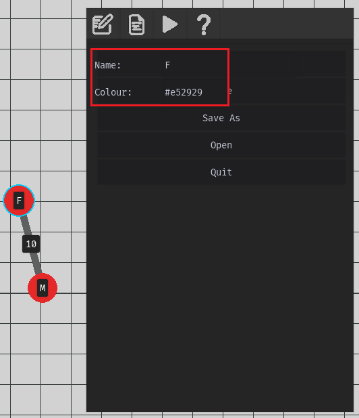 Name: F
Colour: #e52929
Save As
Open
Quit
F
10
M